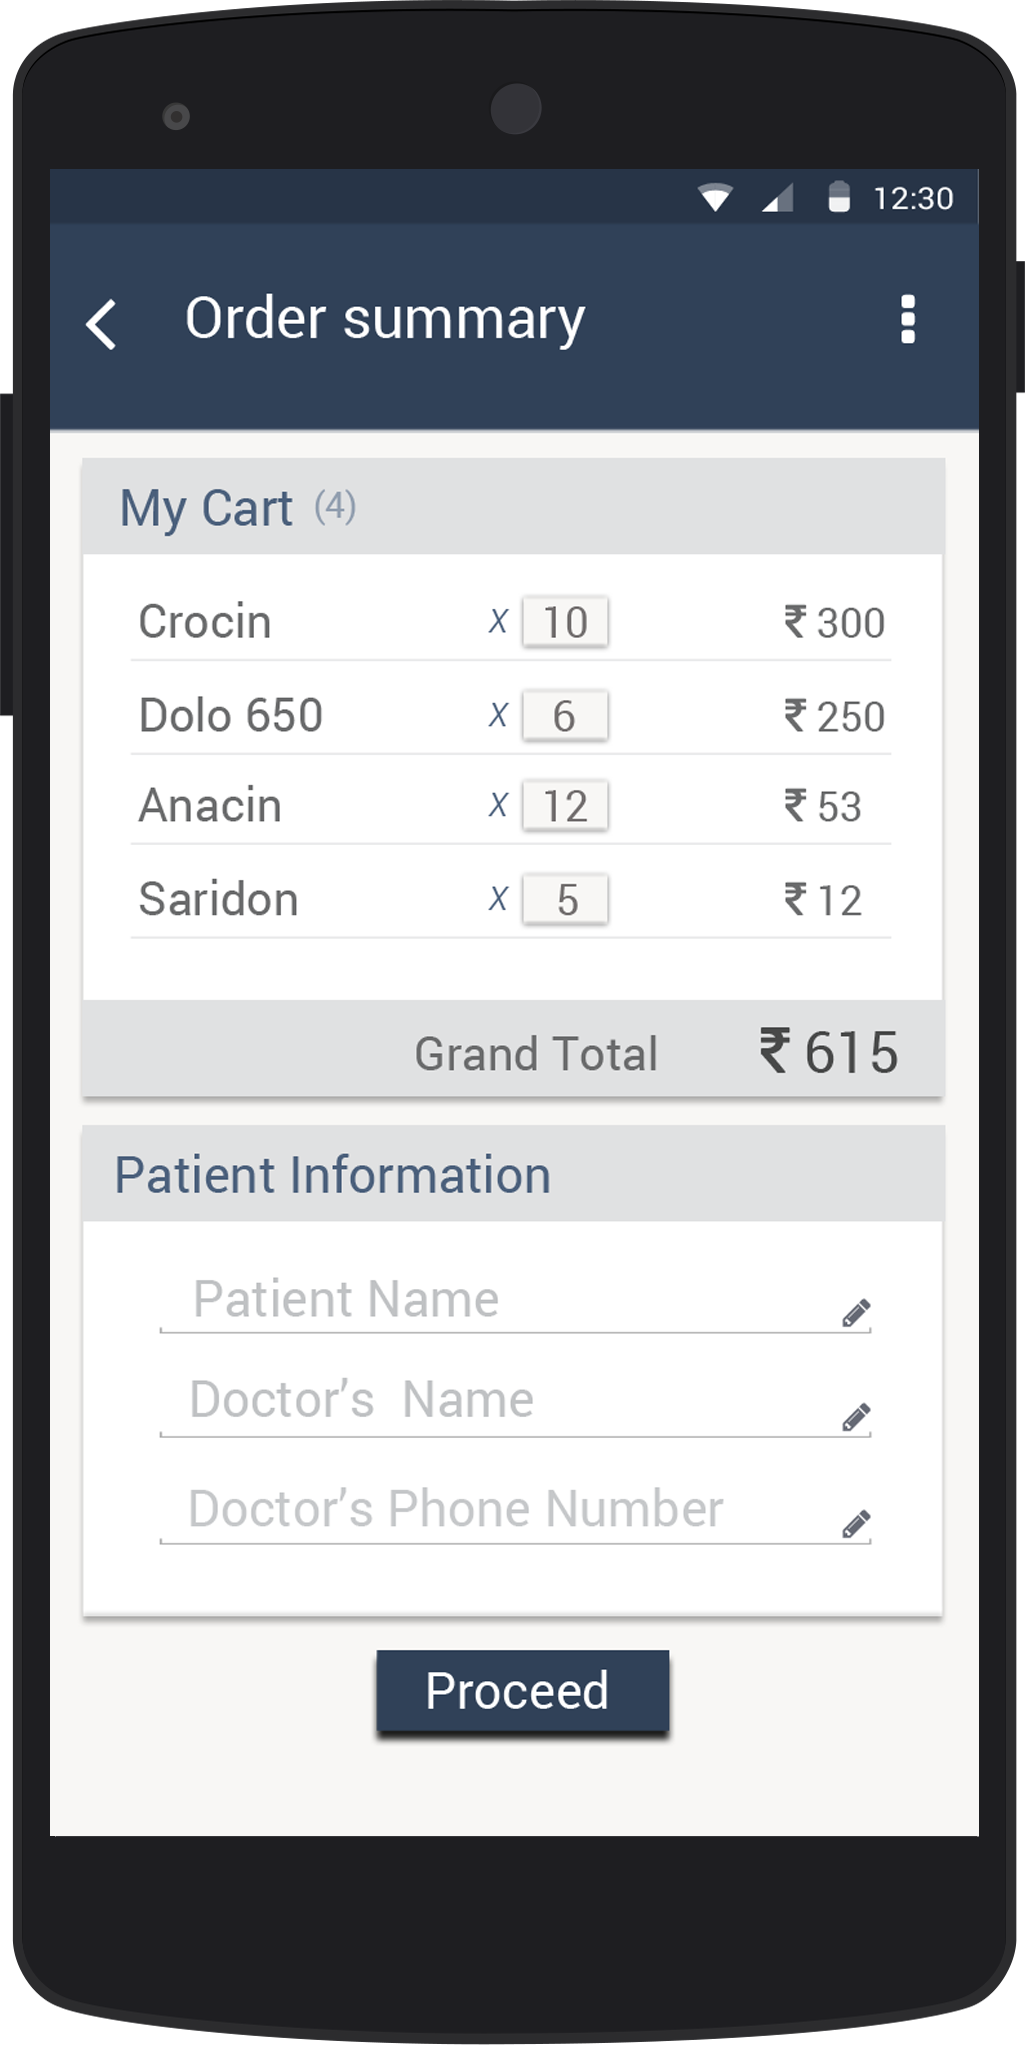 12:30
Order summary
My Cart (4)
Crocin X 10 ₹ 300
Dolo 650 X 6 ₹ 250
Anacin X 12 ₹ 53
Saridon X 5 ₹ 12
Grand Total ₹ 615
Patient Information
Patient Name
Doctor’s Name
Doctor’s Phone Number
Proceed